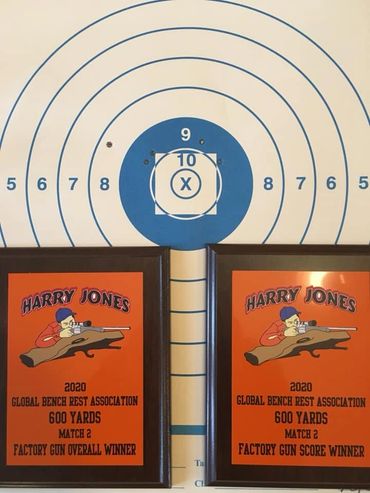 9
10
5 6 7 8 X 8 7 6 5
HARRY JONES
2020
GLOBAL BENCH REST ASSOCIATION
600 YARDS
MATCH 2
FACTORY GUN OVERALL WINNER
HARRY JONES
2020
GLOBAL BENCH REST ASSOCIATION
600 YARDS
MATCH 2
FACTORY GUN SCORE WINNER